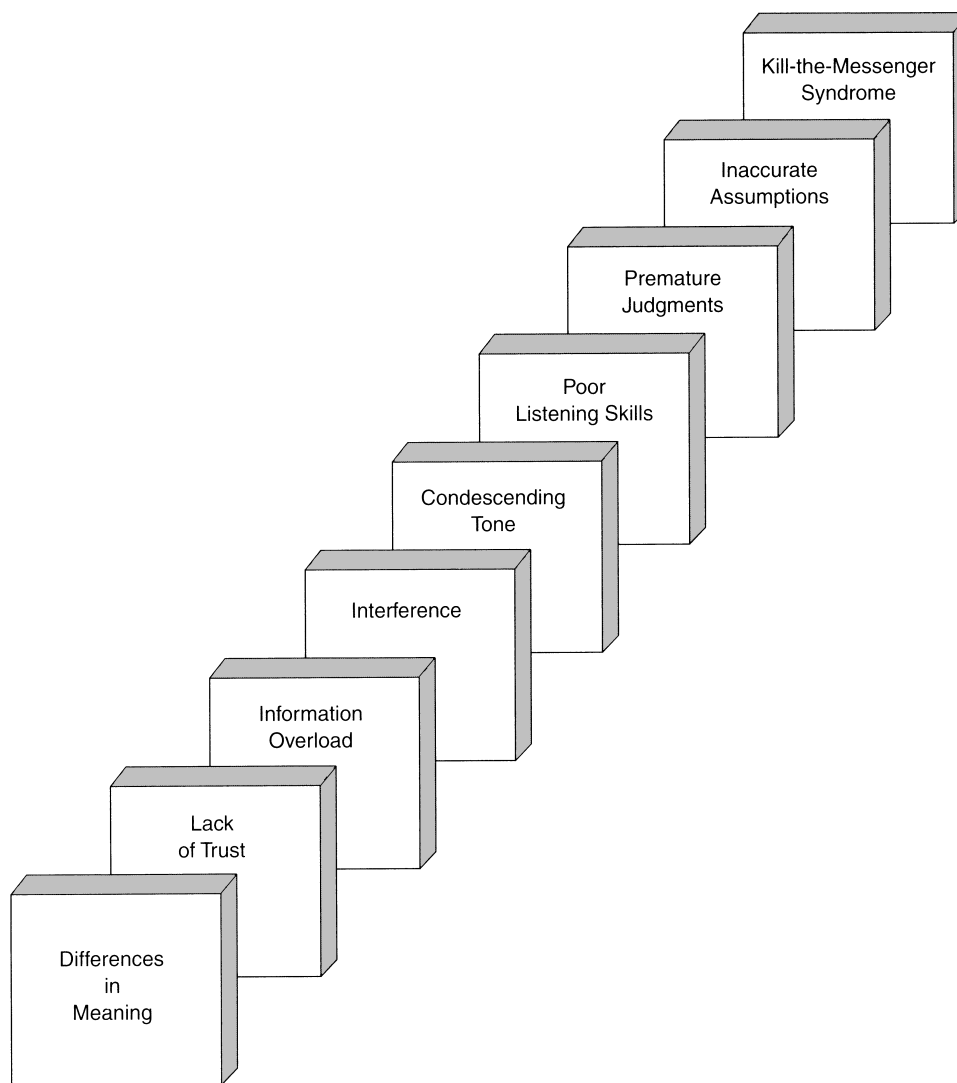 Kill-the-Messenger
Syndrome
Inaccurate
Assumptions
Premature
Judgments
Poor
Listening Skills
Condescending
Tone
Interference
Information
Overload
Lack
of Trust
Differences
in
Meaning